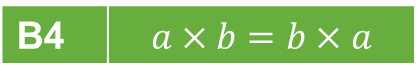 B4 a × b = b × a